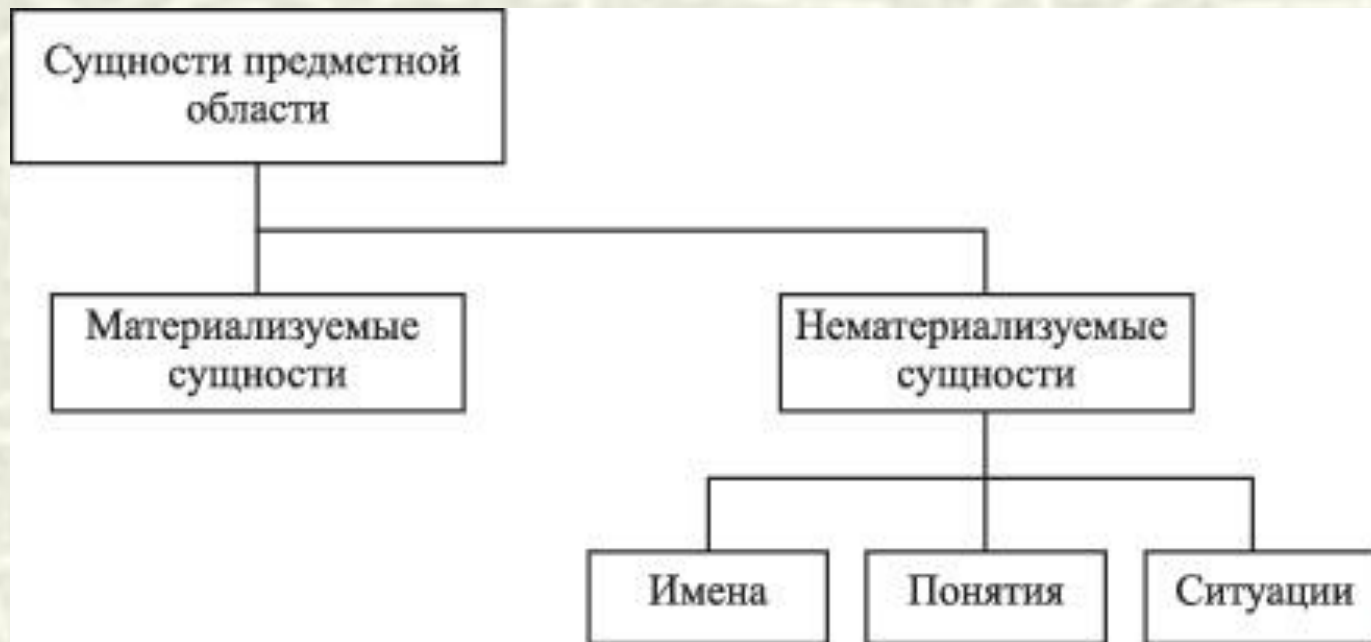 Сущности предметной
области
Материализуемые
сущности
Нематериализуемые
сущности
Имена
Понятия
Ситуации